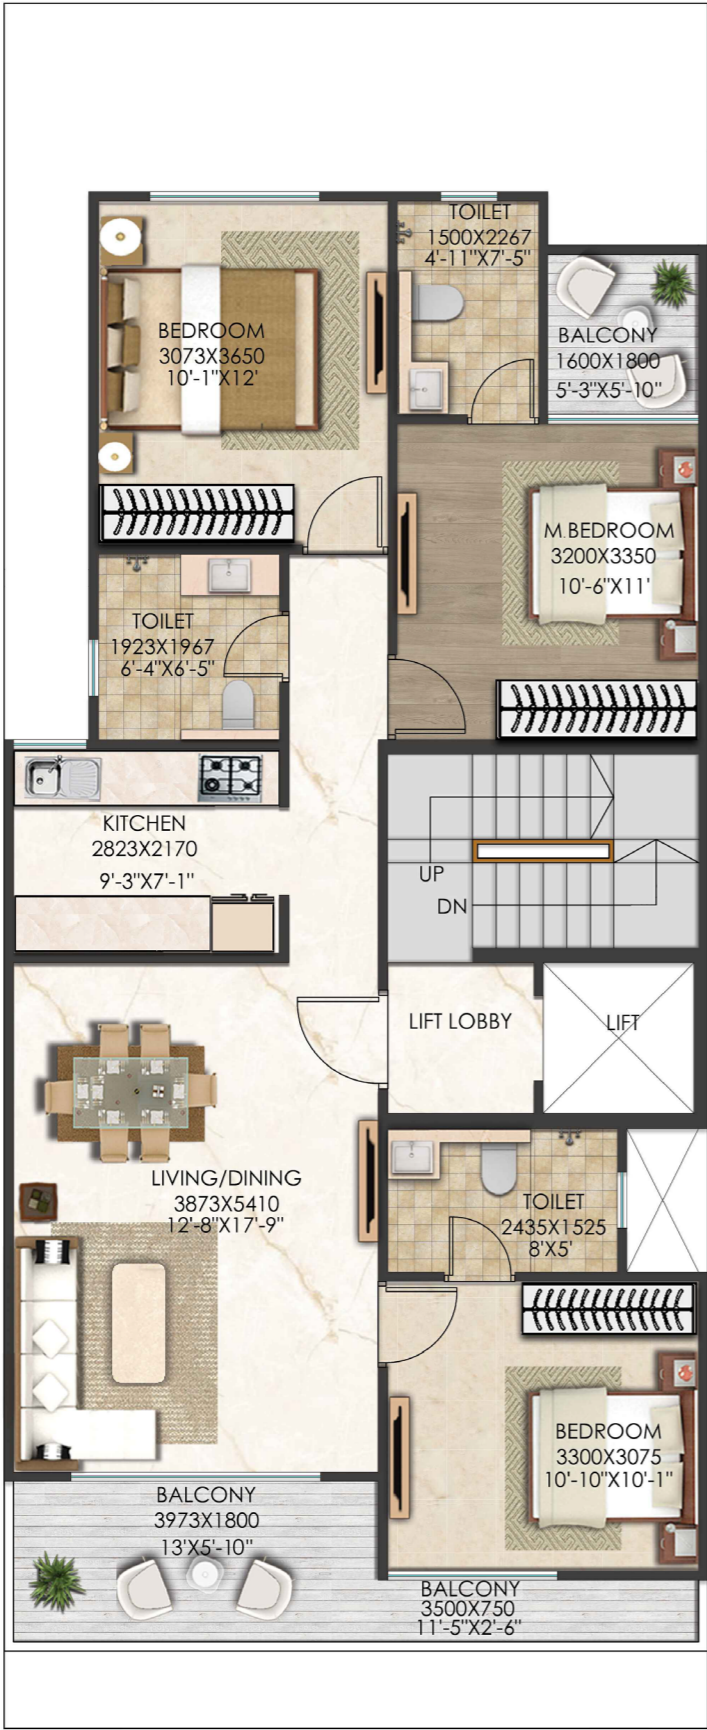 TOILET
1500X2267
4'-11"X7'-5"
BEDROOM
3073X3650
10'-1"X12'
BALCONY
1600X1800
5'-3"X5'-10"
M.BEDROOM
3200X3350
10'-6"X11'
TOILET
1923X1967
6'-4"X6'-5"
KITCHEN
2823X2170
9'-3"X7'-1"
UP
DN
LIFT LOBBY
LIFT
LIVING/DINING
3873X5410
12'-8"X17'-9"
TOILET
2435X1525
8'X5'
BEDROOM
3300X3075
10'-10"X10'-1"
BALCONY
3973X1800
13'X5'-10"
BALCONY
3500X750
11'-5"X2'-6"